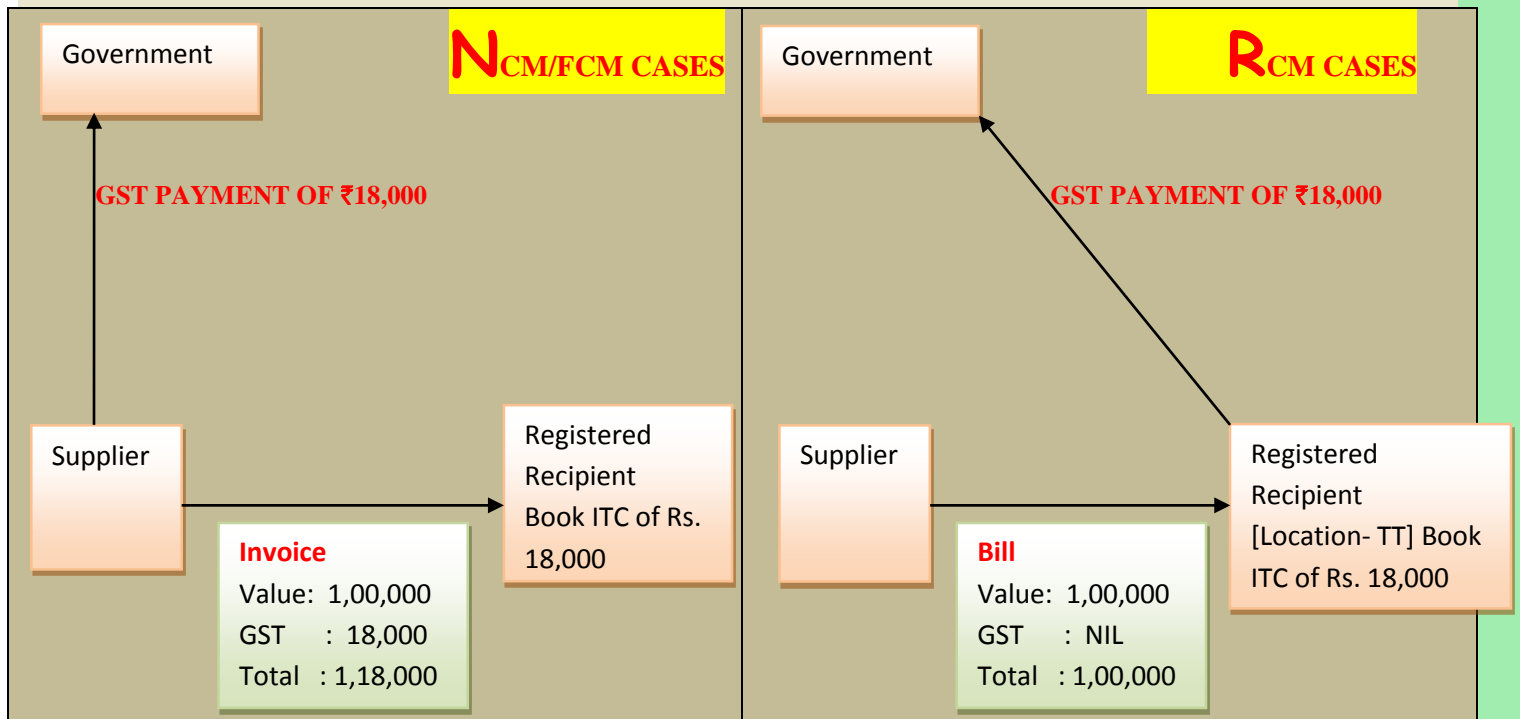 Government
NCM/FCM CASES
GST PAYMENT OF ₹18,000
Supplier
Registered
Recipient
Book ITC of Rs.
18,000
Invoice
Value: 1,00,000
GST : 18,000
Total : 1,18,000
Government
RCM CASES
GST PAYMENT OF ₹18,000
Supplier
Registered
Recipient
[Location- TT] Book
ITC of Rs. 18,000
Bill
Value: 1,00,000
GST : NIL
Total : 1,00,000